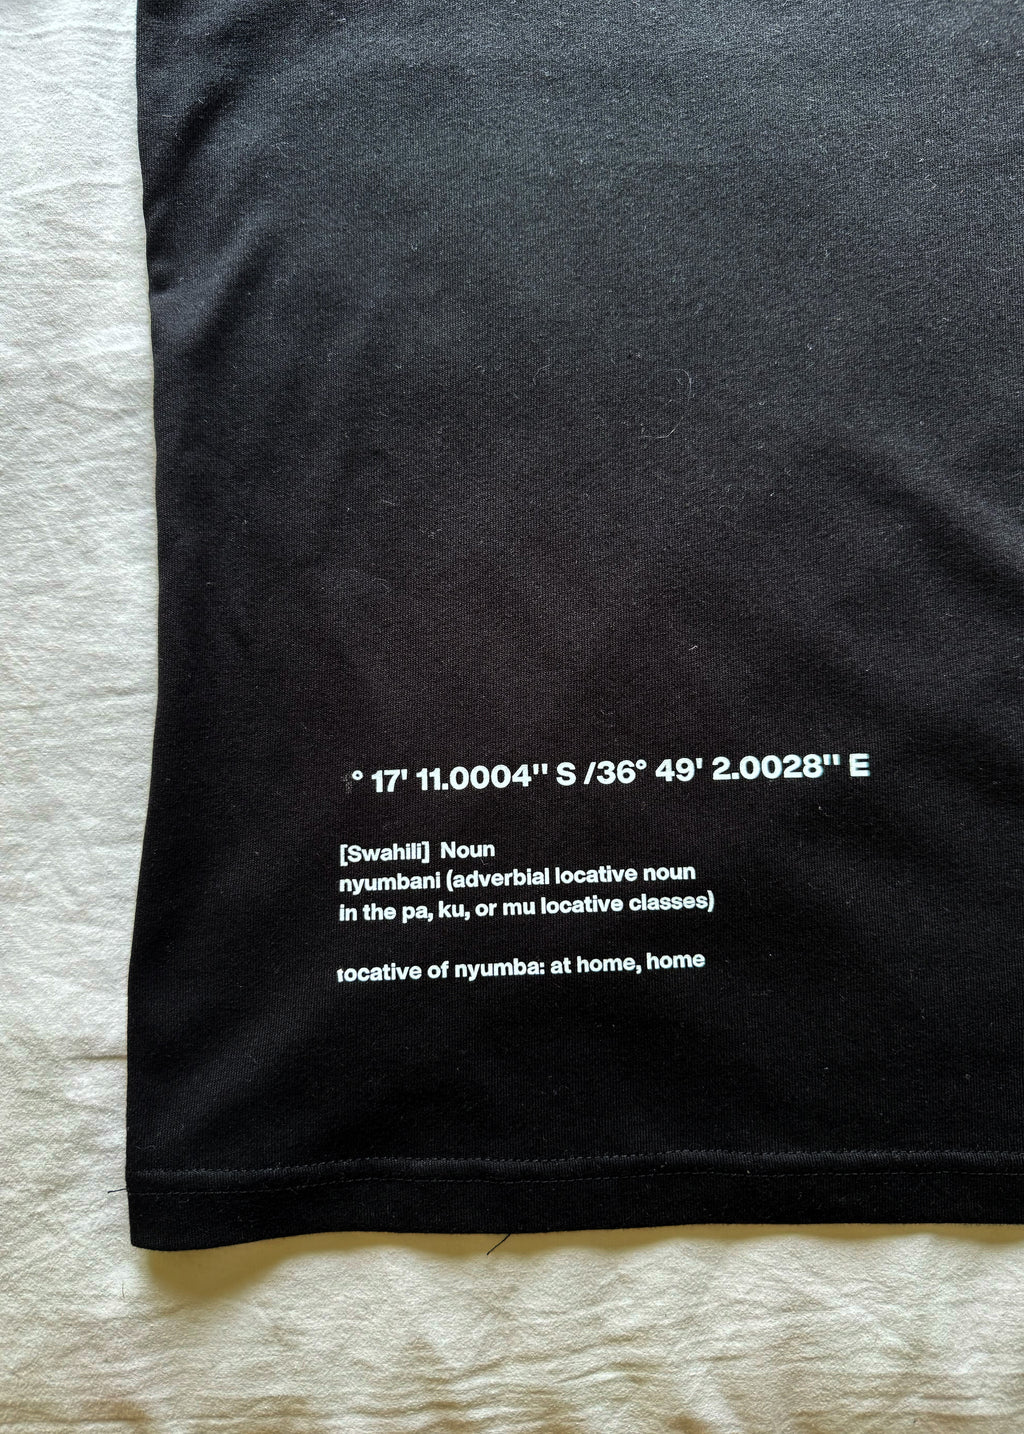 ° 17' 11.0004'' S /36° 49' 2.0028'' E
[Swahili] Noun
nyumbani (adverbial locative noun
in the pa, ku, or mu locative classes)
locative of nyumba: at home, home